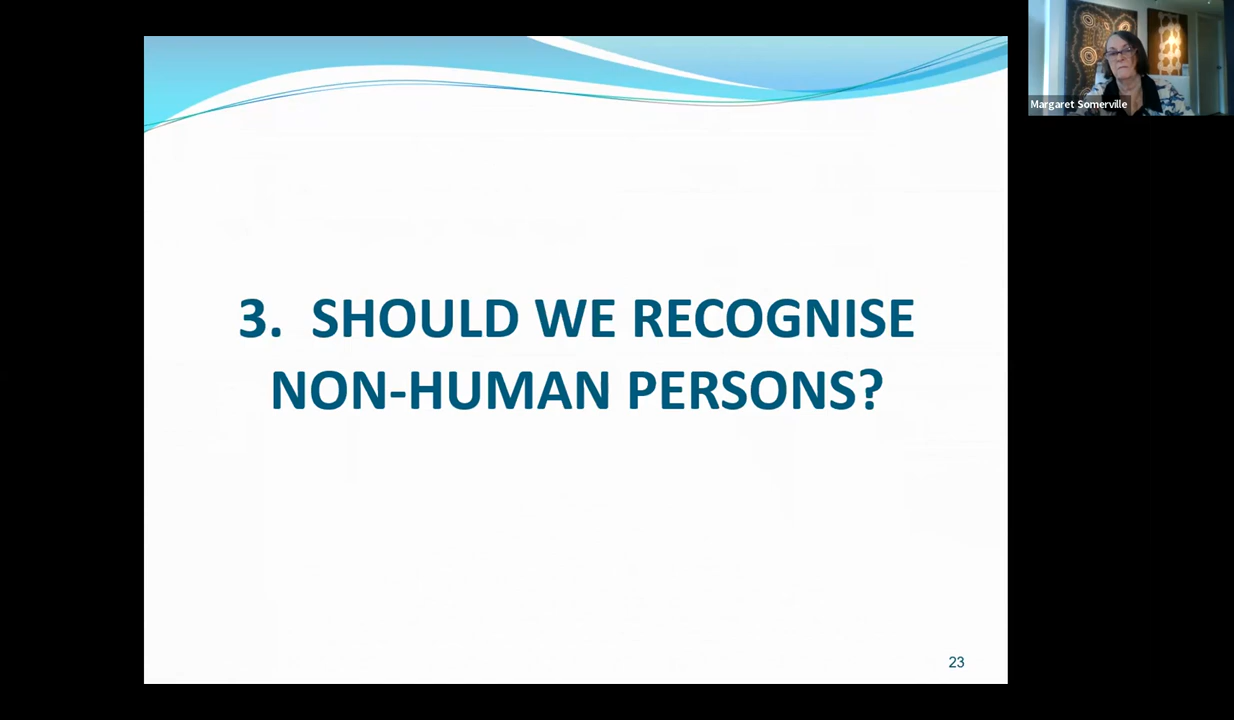 Margaret Somerville
3. SHOULD WE RECOGNISE
NON-HUMAN PERSONS?
23